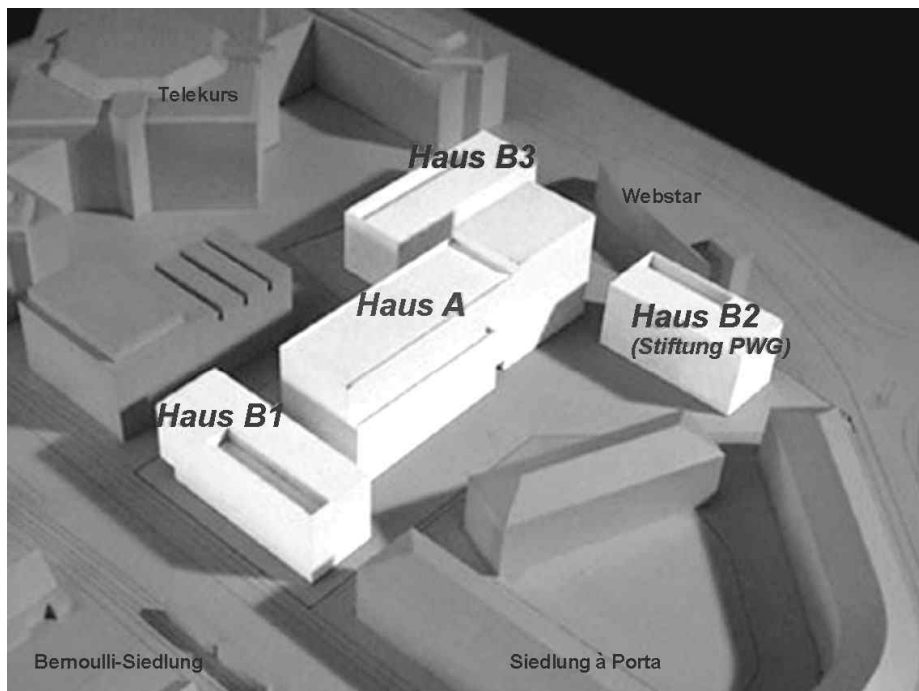 Telekurs
Haus B3
Webstar
Haus A
Haus B2
(Stiftung PWG)
Haus B1
Bernoulli-Siedlung
Siedlung à Porta